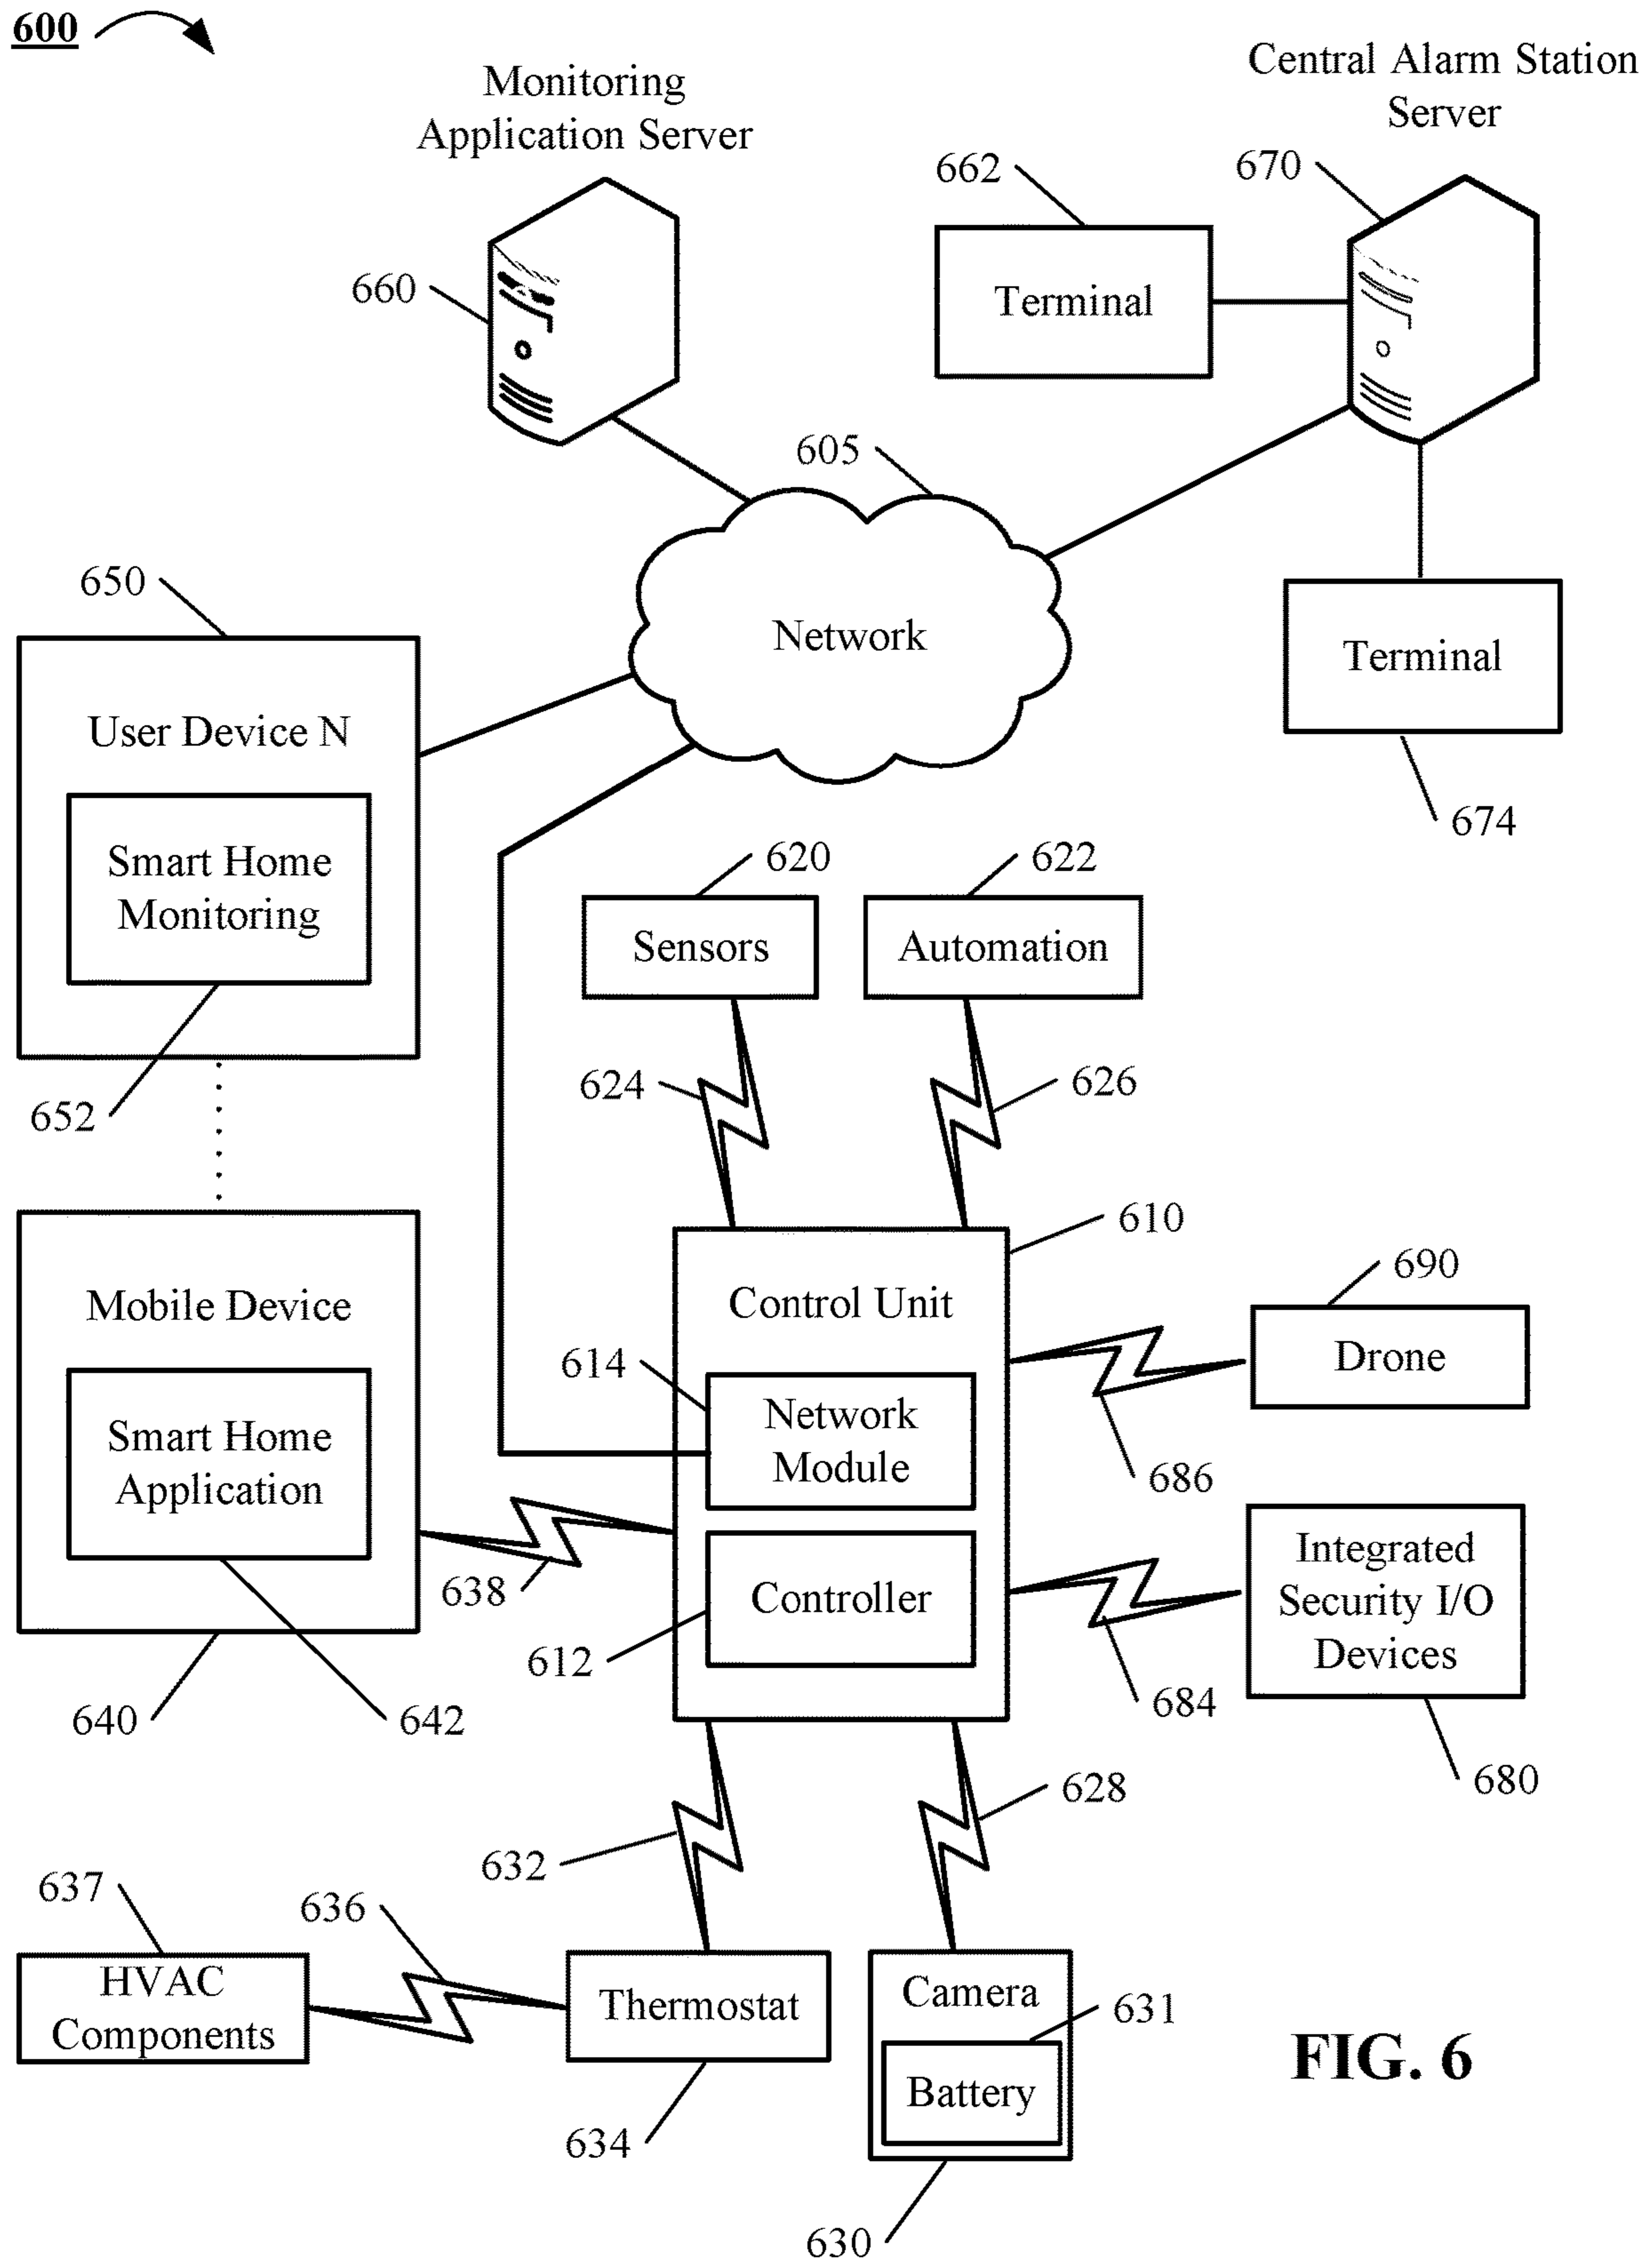 600
Monitoring
Application Server
Central Alarm Station
Server
662
670
660
Terminal
605
650
Network
Terminal
User Device N
674
Smart Home
Monitoring
620
622
Sensors
Automation
624
626
652
610
690
Mobile Device
Control Unit
Drone
614
Network
Module
Smart Home
Application
686
Integrated
Security I/O
Devices
638
Controller
612
684
640
642
680
628
632
637
636
HVAC
Components
Thermostat
Camera
631
Battery
FIG. 6
634
630